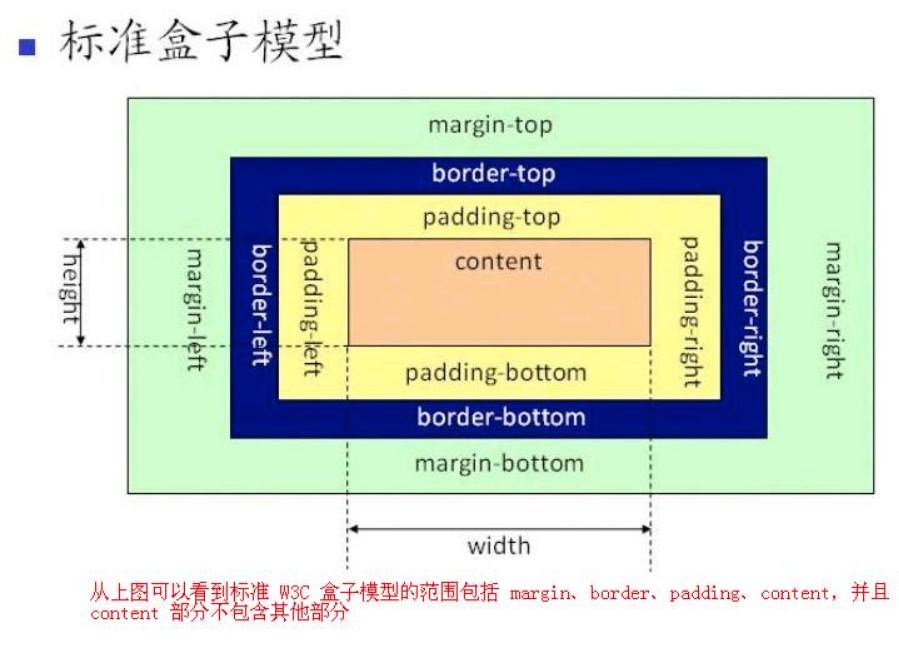 标准盒子模型
margin-top
border-top
padding-top
content
height
margin-left
border-left
padding-left
padding-right
border-right
margin-right
padding-bottom
border-bottom
margin-bottom
width
从上图可以看到标准 W3C 盒子模型的范围包括 margin、border、padding、content，并且
content 部分不包含其他部分